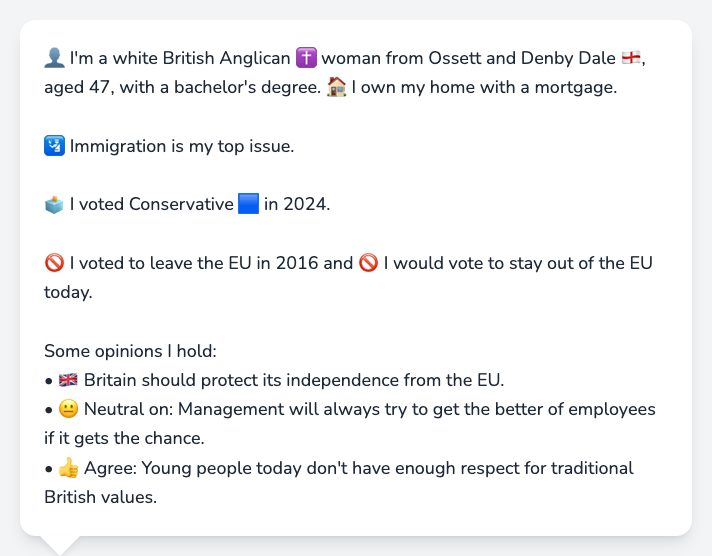 👤 I'm a white British Anglican ✝️ woman from Ossett and Denby Dale 🏴󠁧󠁢󠁥󠁮󠁧󠁿,
aged 47, with a bachelor's degree. 🏠 I own my home with a mortgage.
🛂 Immigration is my top issue.
🗳️ I voted Conservative 🟦 in 2024.
🚫 I voted to leave the EU in 2016 and 🚫 I would vote to stay out of the EU
today.
Some opinions I hold:
• 🇬🇧 Britain should protect its independence from the EU.
• 😐 Neutral on: Management will always try to get the better of employees
if it gets the chance.
• 👍 Agree: Young people today don't have enough respect for traditional
British values.